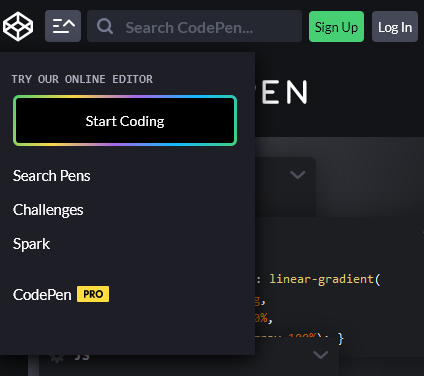 Search CodePen...
Sign Up
Log In
TRY OUR ONLINE EDITOR
PEN
Start Coding
Search Pens
Challenges
Spark
: linear-gradient(
CodePen PRO
g,
0%,
100%); }
JS